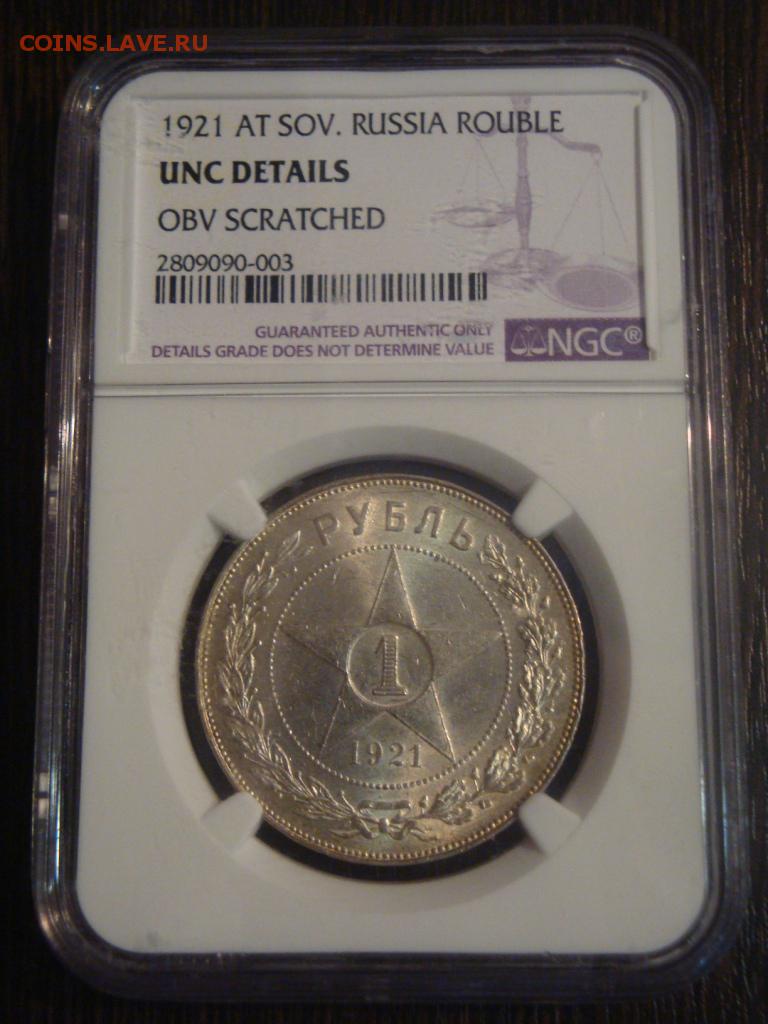 COINS.LAVE.RU
1921 AT SOV. RUSSIA ROUBLE
UNC DETAILS
OBV SCRATCHED
2809090-003
GUARANTEED AUTHENTIC ONLY
DETAILS GRADE DOES NOT DETERMINE VALUE
NGC®
РУБЛЬ
1
1921